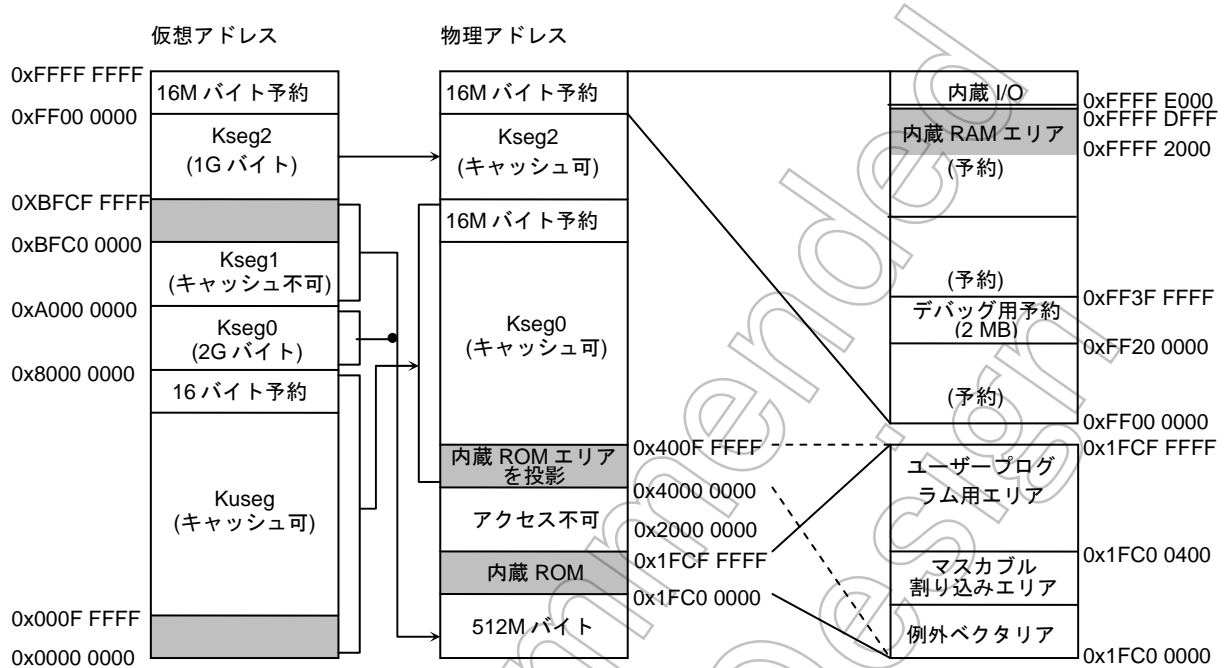 仮想アドレス
物理アドレス
0xFFFF FFFF
0xFF00 0000
0XBFCF FFFF
0xBFC0 0000
0xA000 0000
0x8000 0000
0x000F FFFF
0x0000 0000
16M バイト予約
Kseg2
(1G バイト)
Kseg1
(キャッシュ不可)
Kseg0
(2G バイト)
16 バイト予約
Kuseg
(キャッシュ可)
16M バイト予約
Kseg2
(キャッシュ可)
16M バイト予約
Kseg0
(キャッシュ可)
内蔵 ROM エリア
を投影
アクセス不可
内蔵 ROM
512M バイト
0x400F FFFF
0x4000 0000
0x2000 0000
0x1FCF FFFF
0x1FC0 0000
内蔵 I/O
内蔵 RAM エリア
(予約)
(予約)
デバッグ用予約
(2 MB)
(予約)
ユーザープログ
ラム用エリア
マスカブル
割り込みエリア
例外ベクタリア
0xFFFF E000
0xFFFF DFFF
0xFFFF 2000
0xFF3F FFFF
0xFF20 0000
0xFF00 0000
0x1FCF FFFF
0x1FC0 0400
0x1FC0 0000